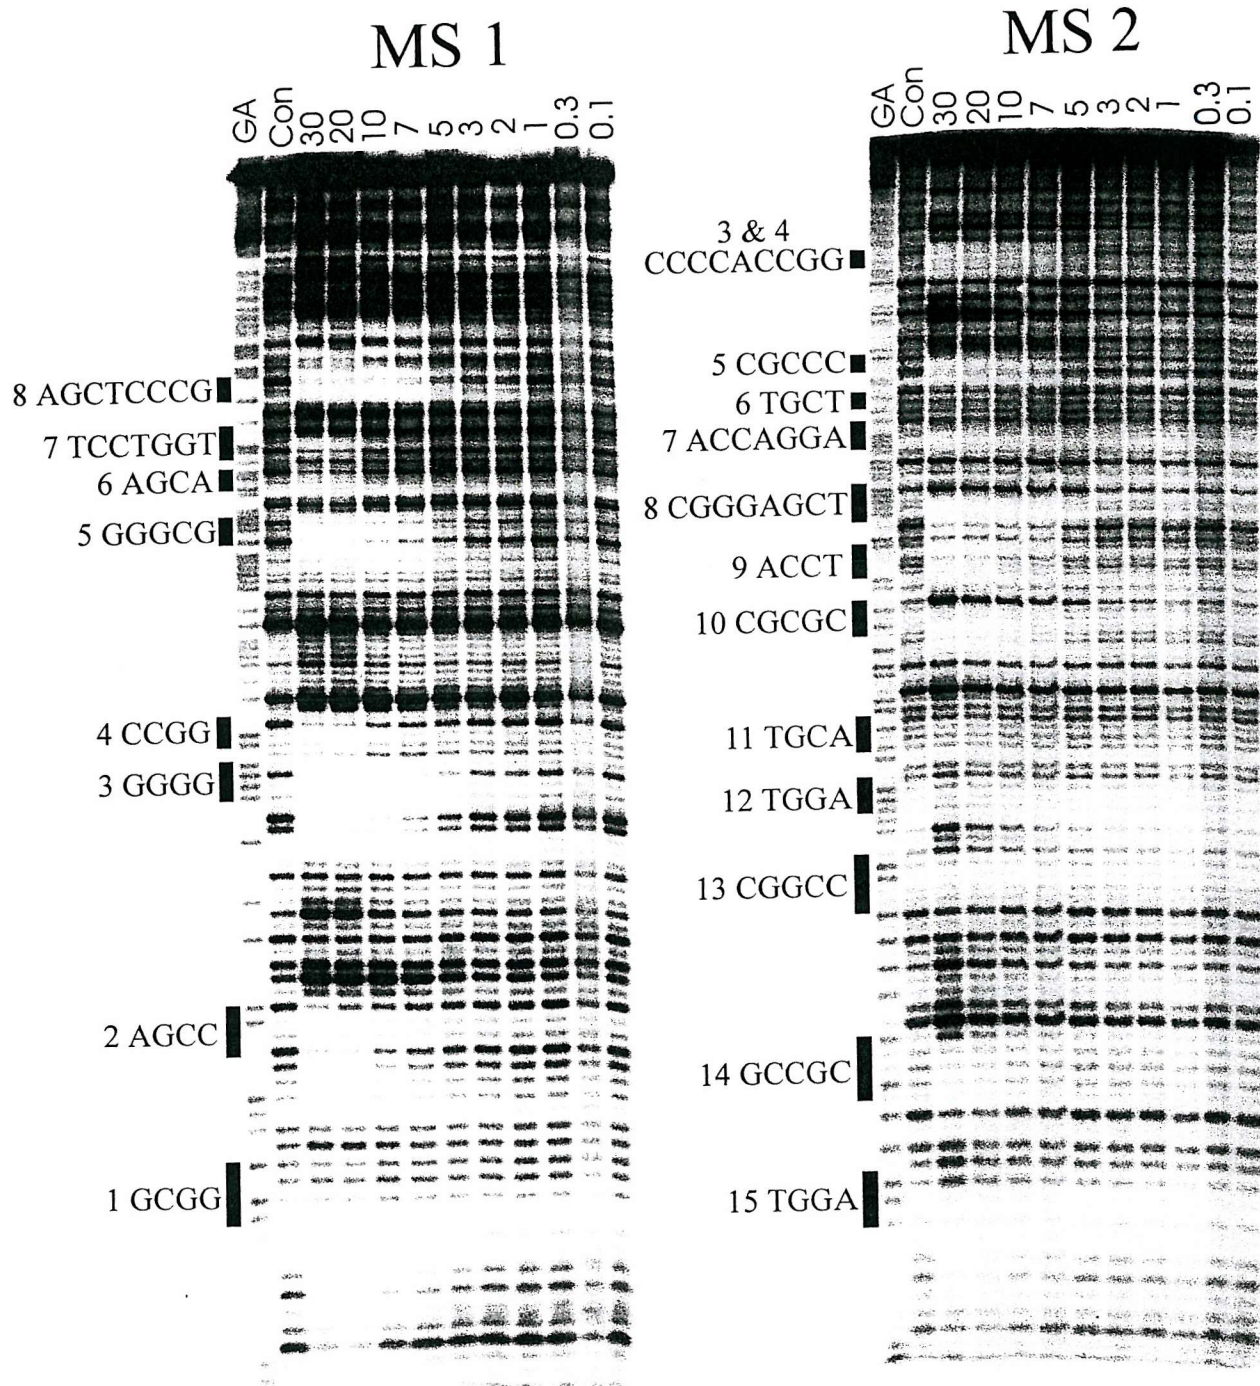 MS 1
GA Con 30 20 10 7 5 3 2 1 0.3 0.1
8 AGCTCCCG
7 TCCTGGT
6 AGCA
5 GGGCG
4 CCGG
3 GGGG
2 AGCC
1 GCGG
MS 2
GA Con 30 20 10 7 5 3 2 1 0.3 0.1
3 & 4
CCCCACCGG
5 CGCCC
6 TGCT
7 ACCAGGA
8 CGGGAGCT
9 ACCT
10 CGCGC
11 TGCA
12 TGGA
13 CGGCC
14 GCCGC
15 TGGA